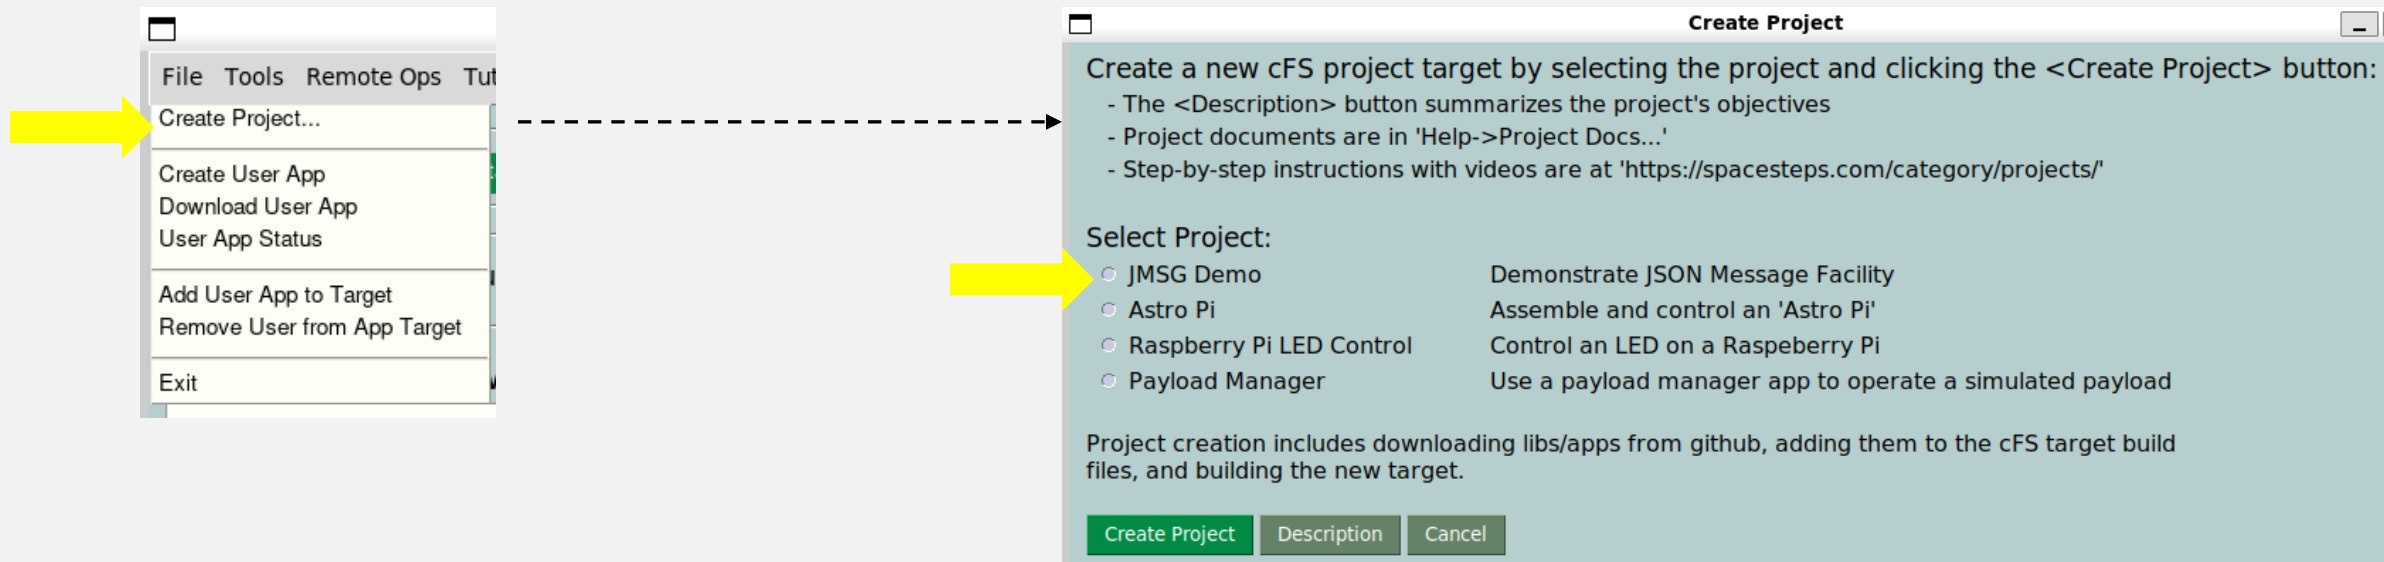 File Tools Remote Ops Tut
Create Project...
Create User App
Download User App
User App Status
Add User App to Target
Remove User from App Target
Exit
Create Project
Create a new cFS project target by selecting the project and clicking the <Create Project> button:
- The <Description> button summarizes the project's objectives
- Project documents are in 'Help->Project Docs...'
- Step-by-step instructions with videos are at 'https://spacesteps.com/category/projects/'
Select Project:
JMSG Demo Demonstrate JSON Message Facility
Astro Pi Assemble and control an 'Astro Pi'
Raspberry Pi LED Control Control an LED on a Raspeberry Pi
Payload Manager Use a payload manager app to operate a simulated payload
Project creation includes downloading libs/apps from github, adding them to the cFS target build
files, and building the new target.
Create Project Description Cancel